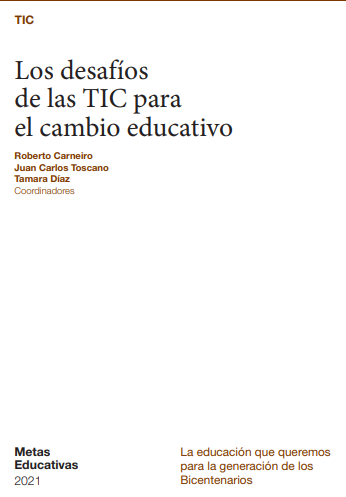 TIC
Los desafíos
de las TIC para
el cambio educativo
Roberto Carneiro
Juan Carlos Toscano
Tamara Díaz
Coordinadores
Metas
Educativas
2021
La educación que queremos
para la generación de los
Bicentenarios